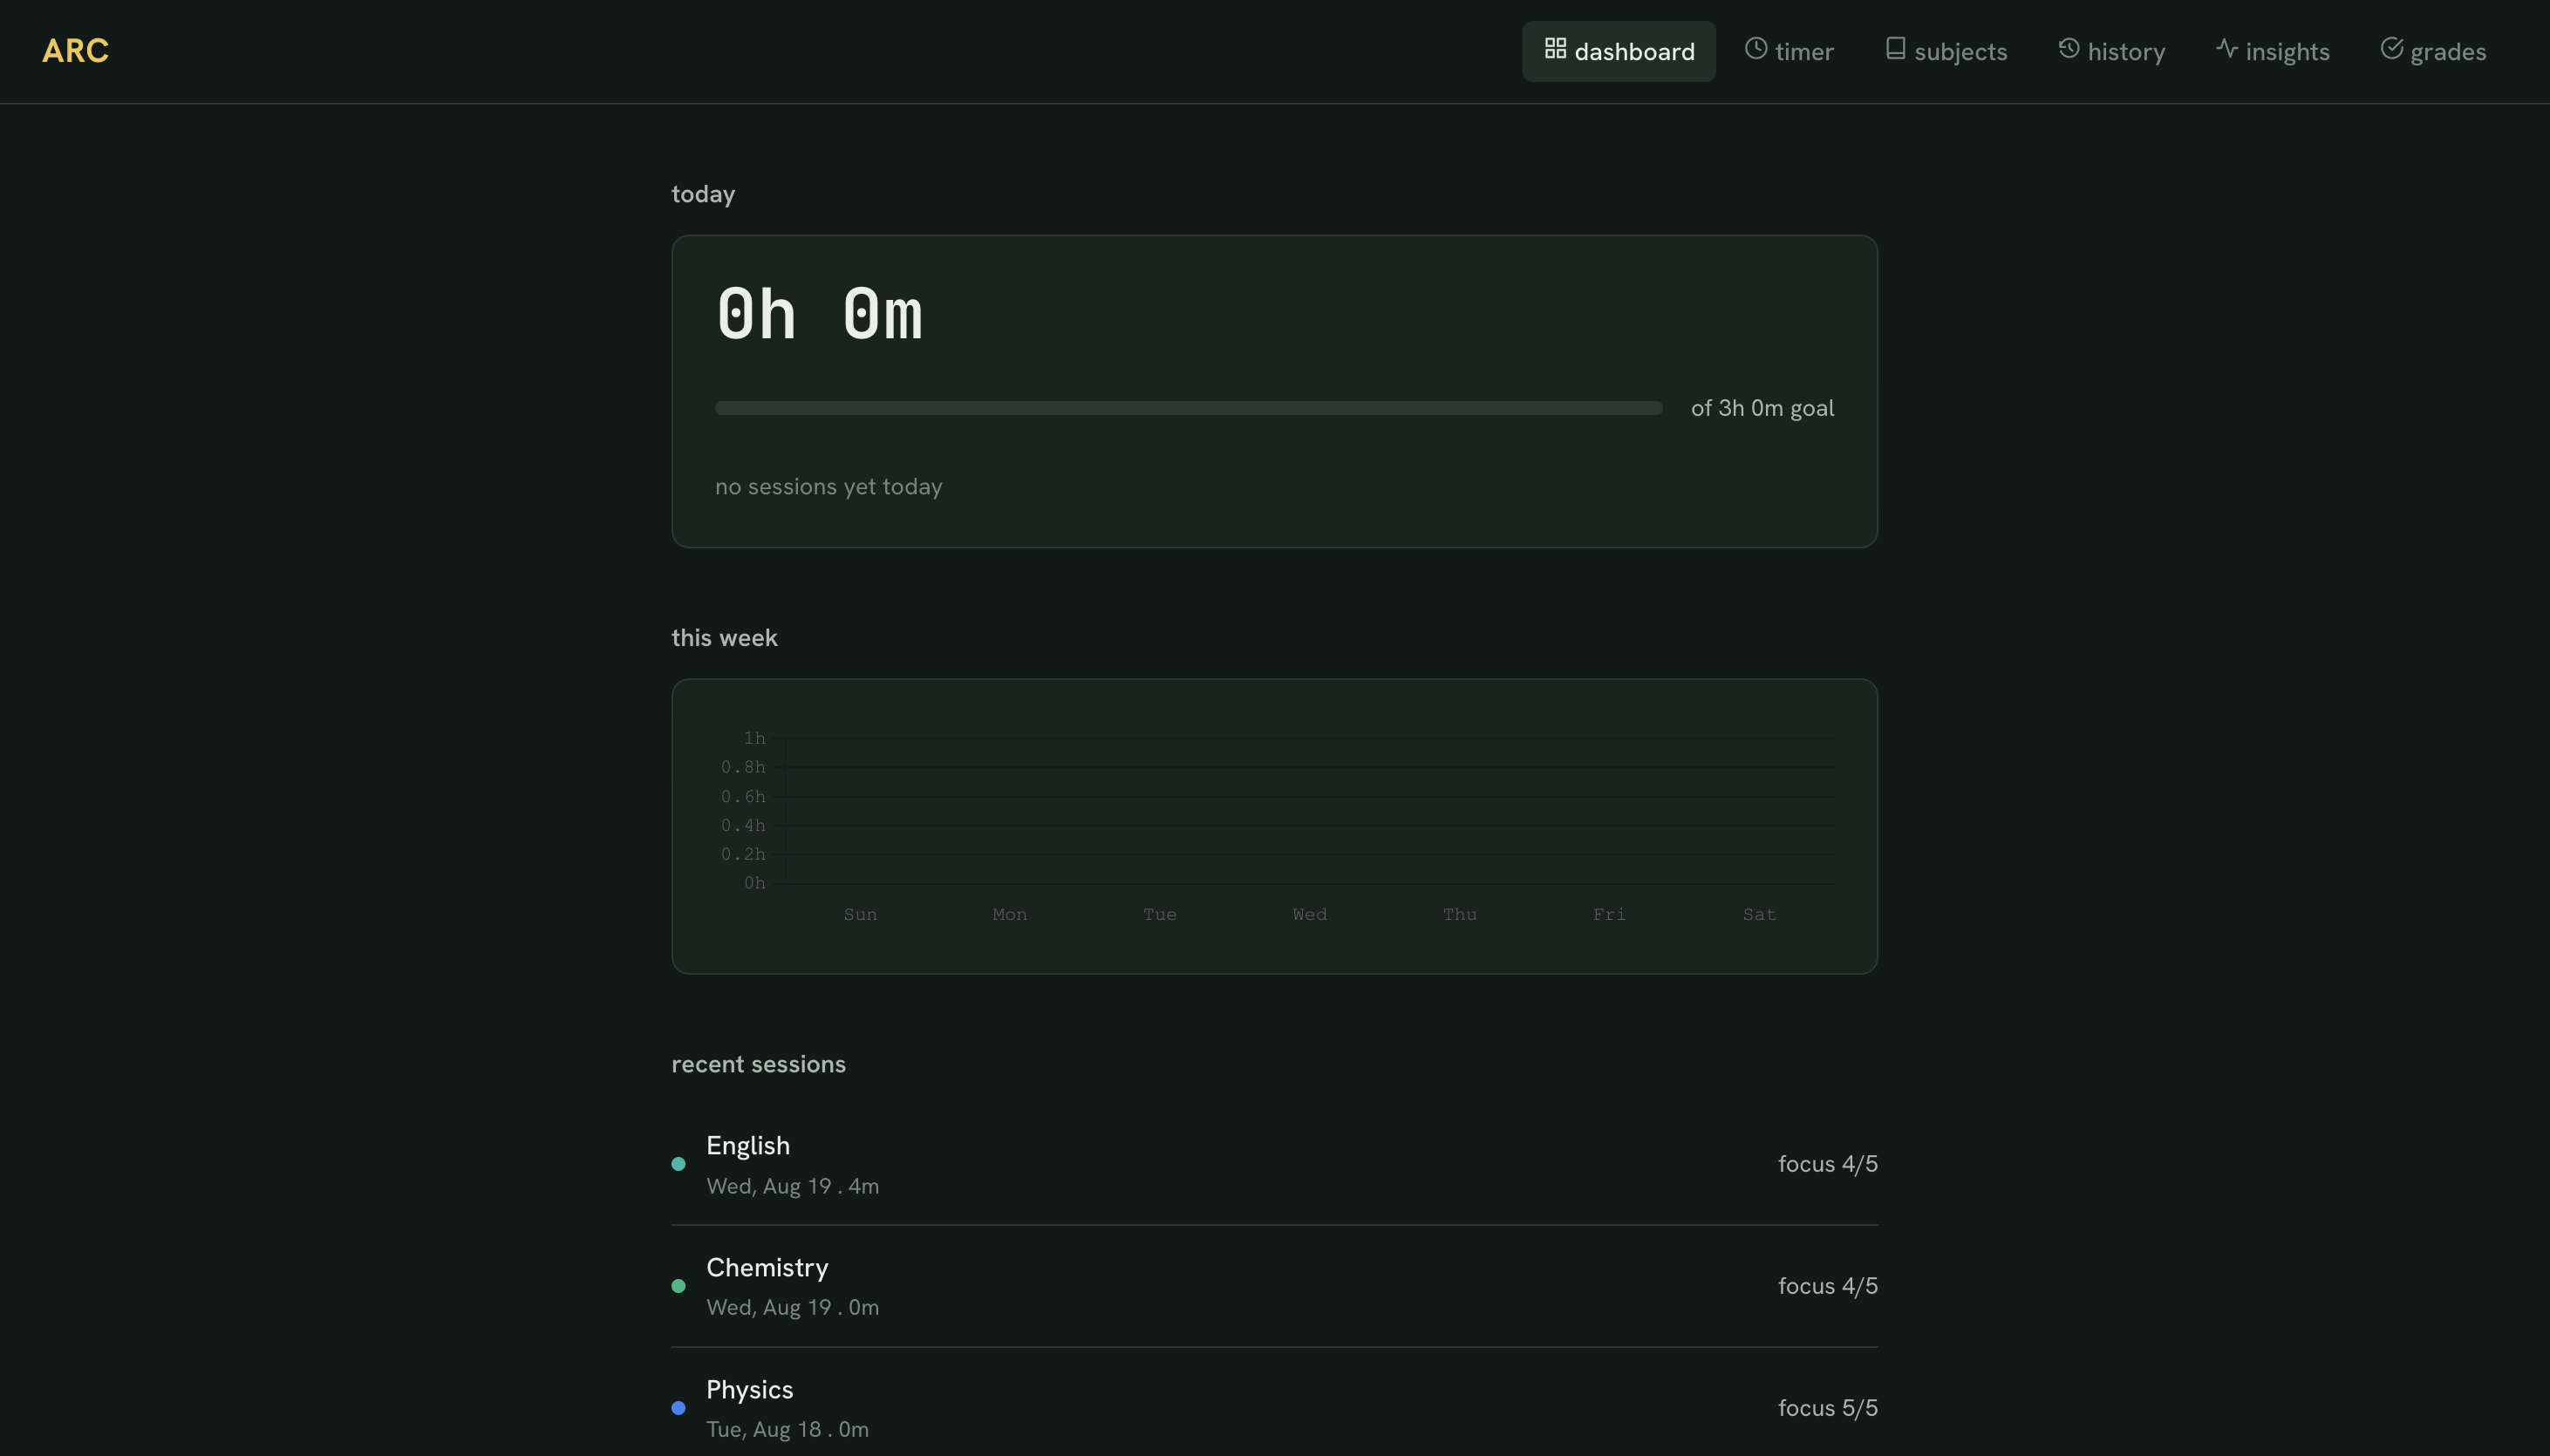 ARC
dashboard
timer
subjects
history
insights
grades
today
0h 0m
of 3h 0m goal
no sessions yet today
this week
1h
0.8h
0.6h
0.4h
0.2h
0h
Sun Mon Tue Wed Thu Fri Sat
recent sessions
English
Wed, Aug 19 . 4m
focus 4/5
Chemistry
Wed, Aug 19 . 0m
focus 4/5
Physics
Tue, Aug 18 . 0m
focus 5/5